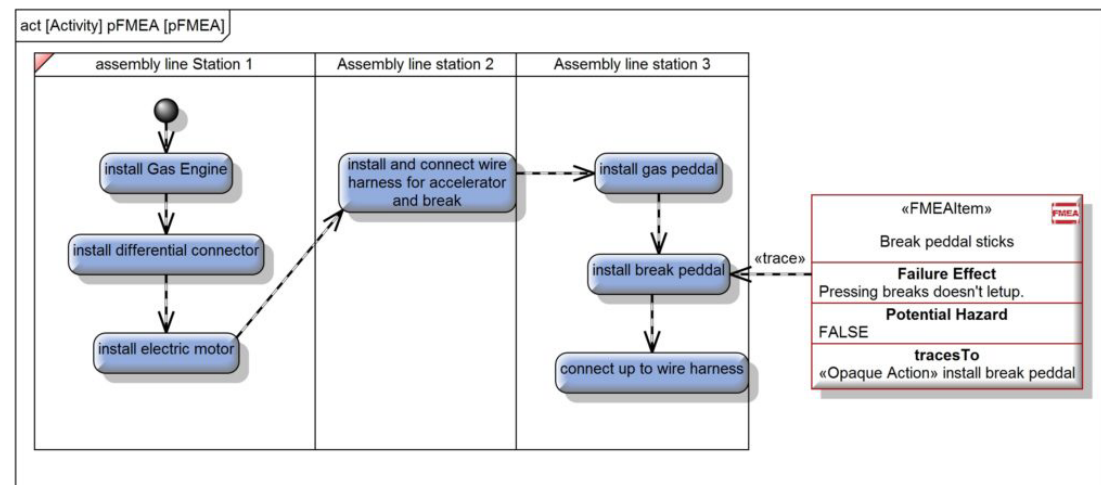 act [Activity] pFMEA [pFMEA]
assembly line Station 1
Assembly line station 2
Assembly line station 3
install Gas Engine
install differential connector
install electric motor
install and connect wire
harness for accelerator
and break
install gas peddal
install break peddal
connect up to wire harness
«trace»
«FMEAItem»
FMEA
Break peddal sticks
Failure Effect
Pressing breaks doesn't letup.
Potential Hazard
FALSE
tracesTo
«Opaque Action» install break peddal